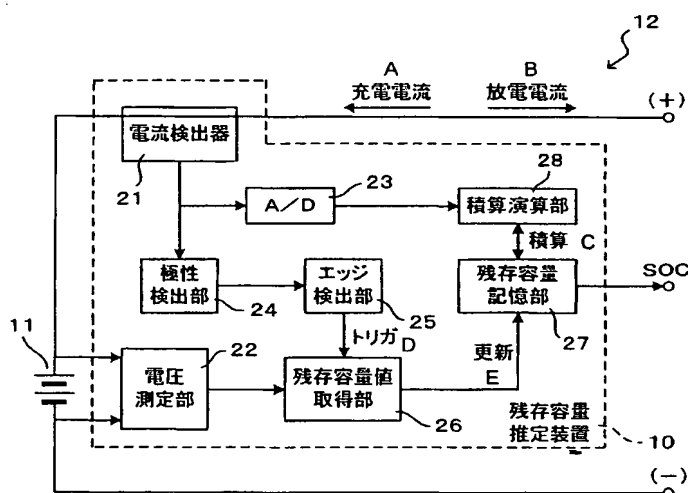 12
A
充電電流
B
放電電流
(+)
電流検出器
21
A/D
23
28
積算演算部
積算 C
極性
検出部
24
エッジ
検出部
25
残存容量
記憶部
27
SOC
トリガ D
更新
E
11
電圧
測定部
22
残存容量値
取得部
26
残存容量
推定装置
10
(-)